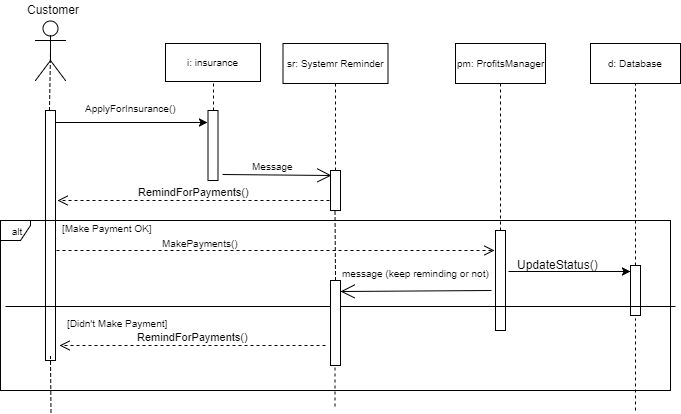 Customer
i: insurance
sr: Systemr Reminder
pm: ProfitsManager
d: Database
ApplyForInsurance()
Message
RemindForPayments()
alt
[Make Payment OK]
MakePayments()
UpdateStatus()
message (keep reminding or not)
[Didn't Make Payment]
RemindForPayments()